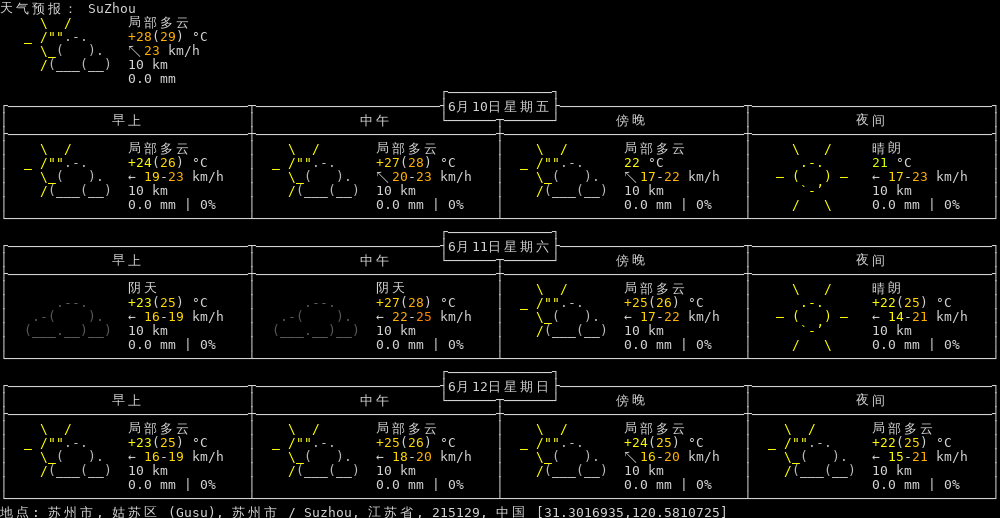 天气预报: SuZhou
局部多云
+28(29) °C
↖ 23 km/h
10 km
0.0 mm
6月10日星期五
早上 中午 傍晚 夜间
局部多云 局部多云 局部多云 晴朗
+24(26) °C +27(28) °C 22 °C 21 °C
← 19-23 km/h ↖ 20-23 km/h ↖ 17-22 km/h ← 17-23 km/h
10 km 10 km 10 km 10 km
0.0 mm | 0% 0.0 mm | 0% 0.0 mm | 0% 0.0 mm | 0%
6月11日星期六
早上 中午 傍晚 夜间
阴天 阴天 局部多云 晴朗
+23(25) °C +27(28) °C +25(26) °C +22(25) °C
← 16-19 km/h ← 22-25 km/h ← 17-22 km/h ← 14-21 km/h
10 km 10 km 10 km 10 km
0.0 mm | 0% 0.0 mm | 0% 0.0 mm | 0% 0.0 mm | 0%
6月12日星期日
早上 中午 傍晚 夜间
局部多云 局部多云 局部多云 局部多云
+23(25) °C +25(26) °C +24(25) °C +22(25) °C
← 16-19 km/h ← 18-20 km/h ↖ 16-20 km/h ← 15-21 km/h
10 km 10 km 10 km 10 km
0.0 mm | 0% 0.0 mm | 0% 0.0 mm | 0% 0.0 mm | 0%
地点: 苏州市, 姑苏区 (Gusu), 苏州市 / Suzhou, 江苏省, 215129, 中国 [31.3016935,120.5810725]